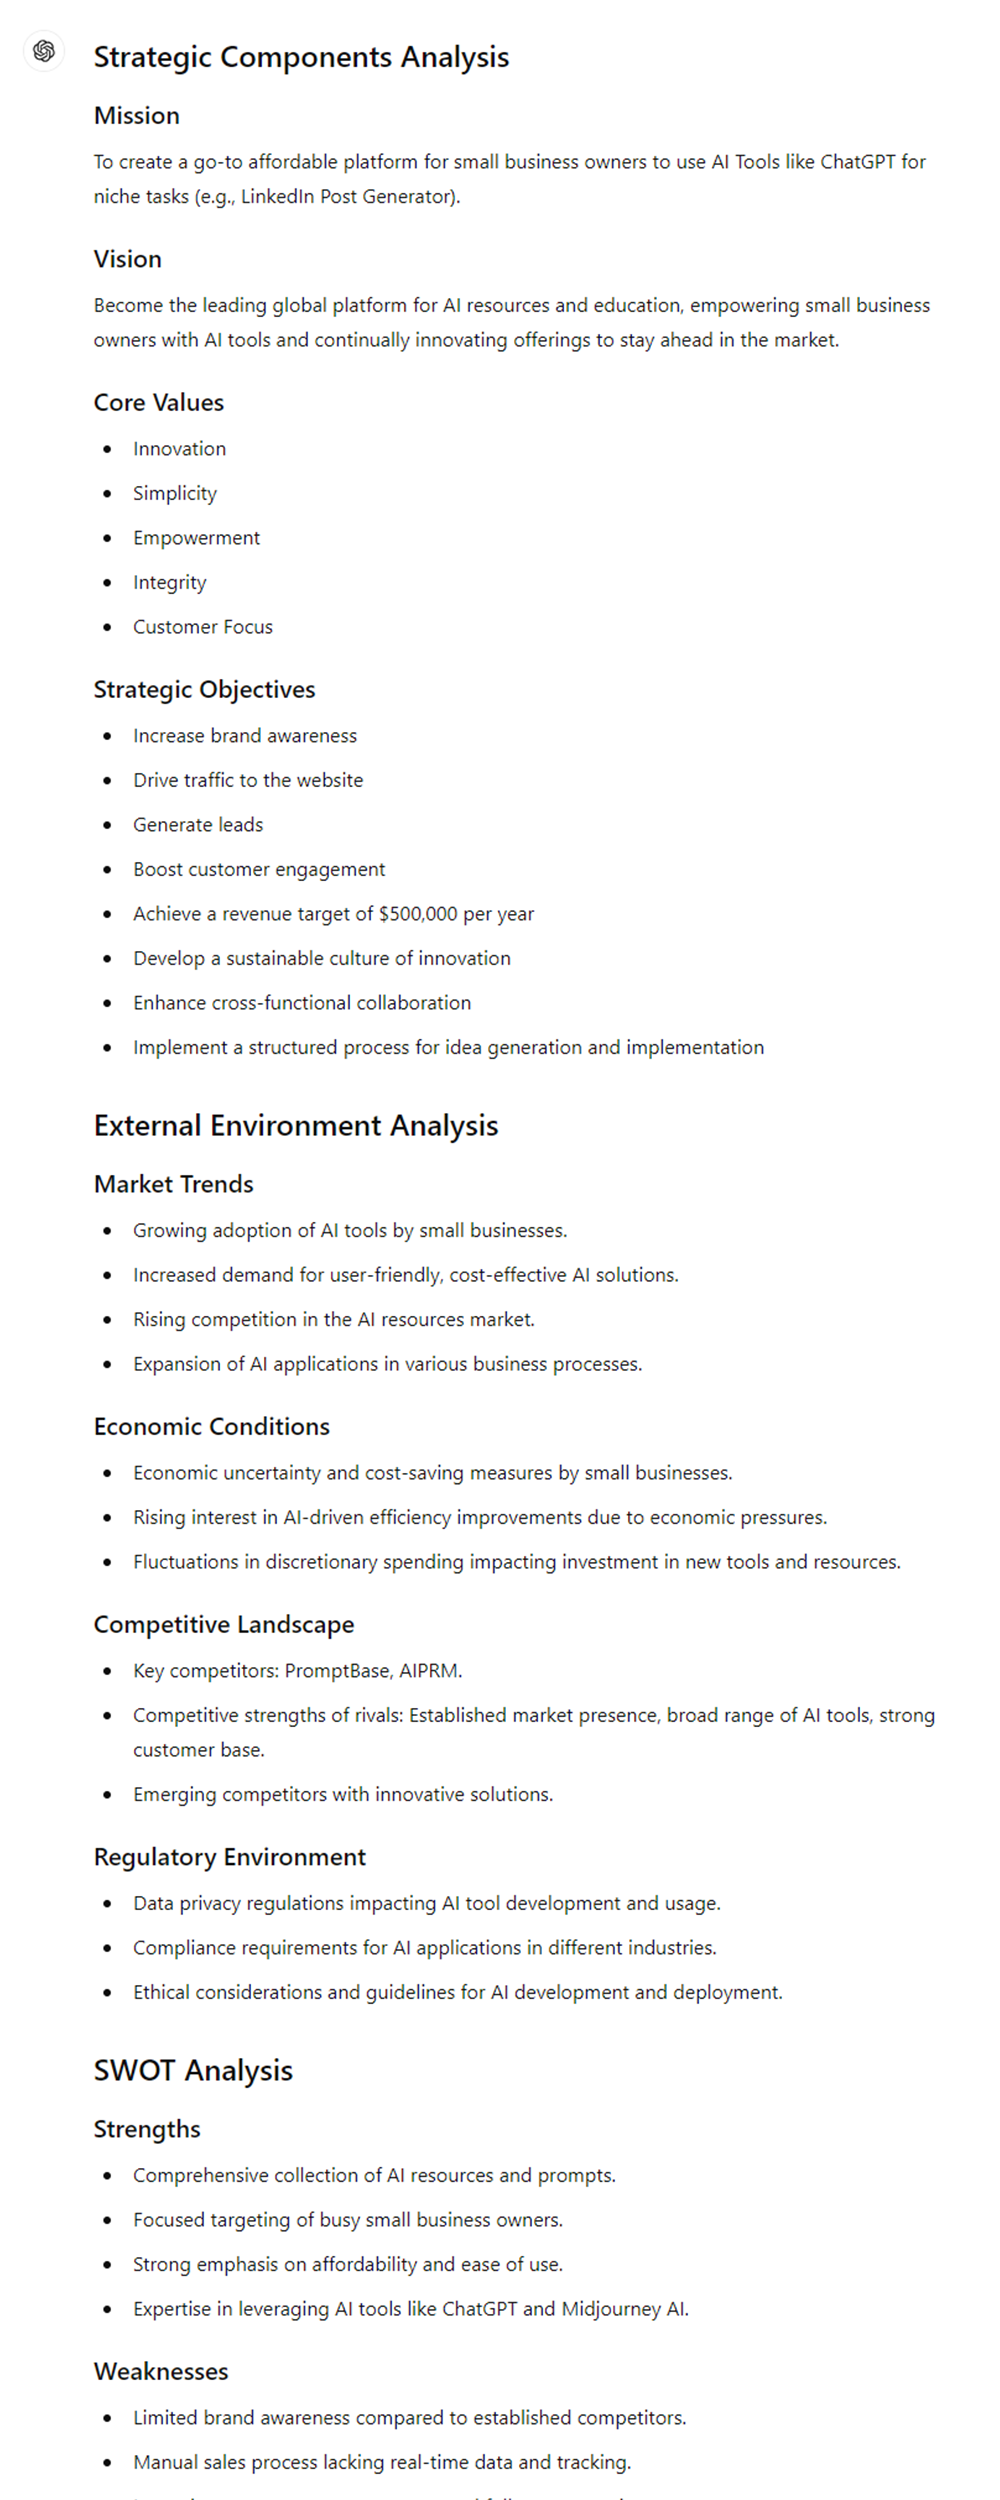 Strategic Components Analysis
Mission
To create a go-to affordable platform for small business owners to use AI Tools like ChatGPT for
niche tasks (e.g., LinkedIn Post Generator).
Vision
Become the leading global platform for AI resources and education, empowering small business
owners with AI tools and continually innovating offerings to stay ahead in the market.
Core Values
• Innovation
• Simplicity
• Empowerment
• Integrity
• Customer Focus
Strategic Objectives
• Increase brand awareness
• Drive traffic to the website
• Generate leads
• Boost customer engagement
• Achieve a revenue target of $500,000 per year
• Develop a sustainable culture of innovation
• Enhance cross-functional collaboration
• Implement a structured process for idea generation and implementation
External Environment Analysis
Market Trends
• Growing adoption of AI tools by small businesses.
• Increased demand for user-friendly, cost-effective AI solutions.
• Rising competition in the AI resources market.
• Expansion of AI applications in various business processes.
Economic Conditions
• Economic uncertainty and cost-saving measures by small businesses.
• Rising interest in AI-driven efficiency improvements due to economic pressures.
• Fluctuations in discretionary spending impacting investment in new tools and resources.
Competitive Landscape
• Key competitors: PromptBase, AIPRM.
• Competitive strengths of rivals: Established market presence, broad range of AI tools, strong
customer base.
• Emerging competitors with innovative solutions.
Regulatory Environment
• Data privacy regulations impacting AI tool development and usage.
• Compliance requirements for AI applications in different industries.
• Ethical considerations and guidelines for AI development and deployment.
SWOT Analysis
Strengths
• Comprehensive collection of AI resources and prompts.
• Focused targeting of busy small business owners.
• Strong emphasis on affordability and ease of use.
• Expertise in leveraging AI tools like ChatGPT and Midjourney AI.
Weaknesses
• Limited brand awareness compared to established competitors.
• Manual sales process lacking real-time data and tracking.